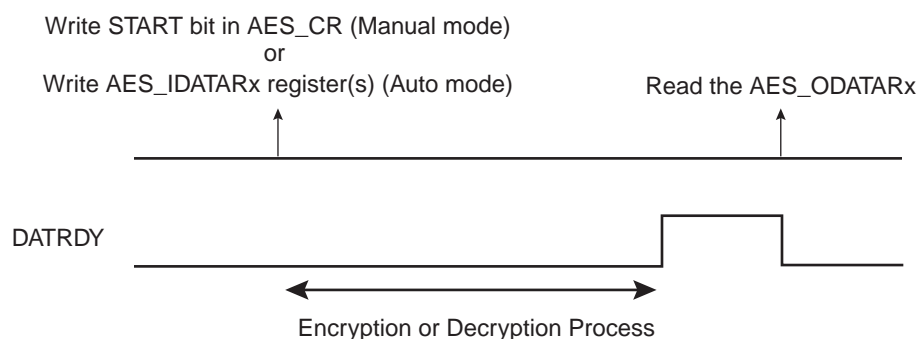 Write START bit in AES_CR (Manual mode)
or
Write AES_IDATARx register(s) (Auto mode)
Read the AES_ODATARx
DATRDY
Encryption or Decryption Process